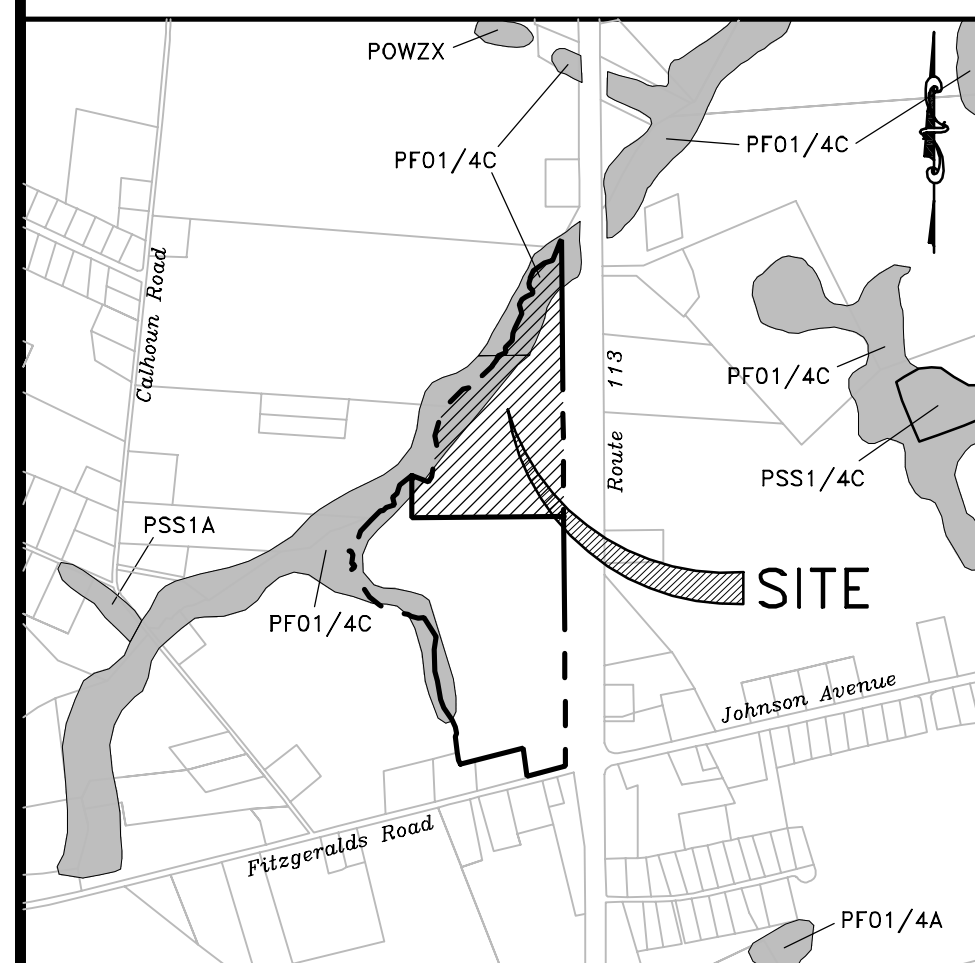 POWZX
PFO1/4C
PFO1/4C
Calhoun Road
PFO1/4C
Route 113
PSS1/4C
PSS1A
SITE
PFO1/4C
Johnson Avenue
Fitzgeralds Road
PFO1/4A